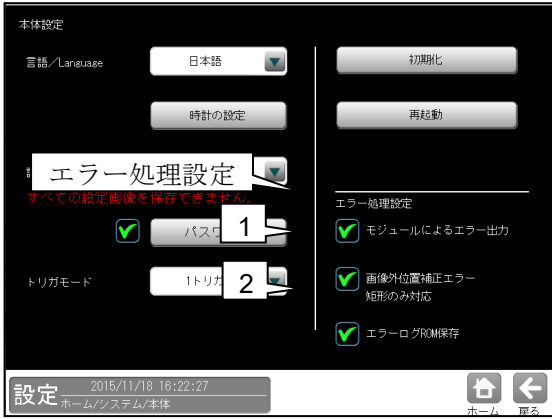 本体設定
言語／Language
日本語
初期化
時計の設定
再起動
エラー処理設定
すべての設定画像を保存できません。
エラー処理設定
パスワ
1
モジュールによるエラー出力
トリガモード
1トリガ
2
画像外位置補正エラー
矩形のみ対応
エラーログROM保存
設定
2015/11/18 16:22:27
ホーム/システム/本体
ホーム
戻る